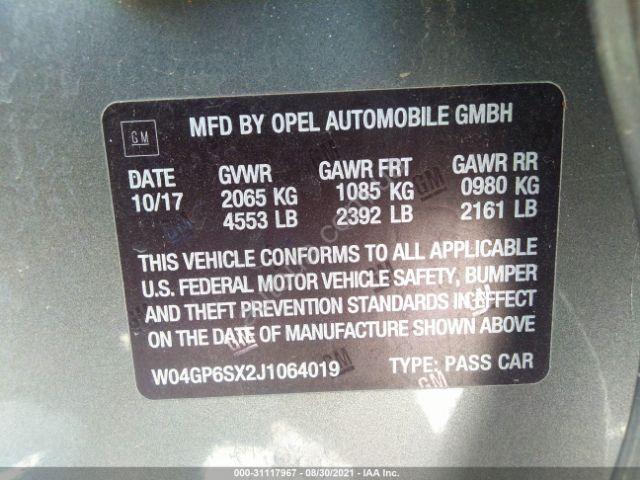 GM
MFD BY OPEL AUTOMOBILE GMBH
DATE GVWR GAWR FRT GAWR RR
10/17 2065 KG 1085 KG 0980 KG
4553 LB 2392 LB 2161 LB
THIS VEHICLE CONFORMS TO ALL APPLICABLE
U.S. FEDERAL MOTOR VEHICLE SAFETY, BUMPER
AND THEFT PREVENTION STANDARDS IN EFFECT
ON THE DATE OF MANUFACTURE SHOWN ABOVE
W04GP6SX2J1064019 TYPE: PASS CAR
000-31117967 - 08/30/2021 - IAA Inc.